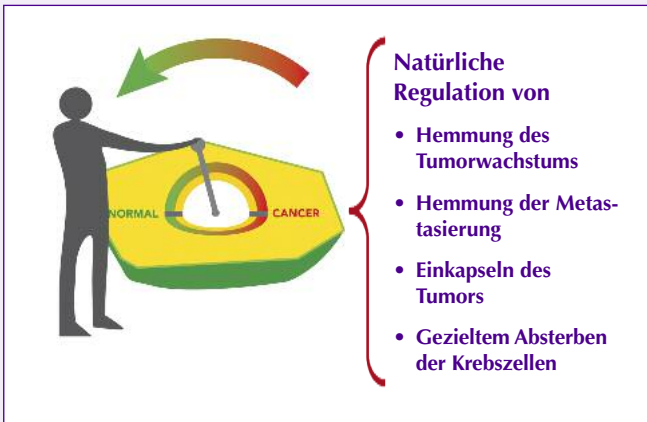 NORMAL
CANCER
Natürliche
Regulation von
• Hemmung des
Tumorwachstums
• Hemmung der Metas-
tasierung
• Einkapseln des
Tumors
• Gezieltem Absterben
der Krebszellen